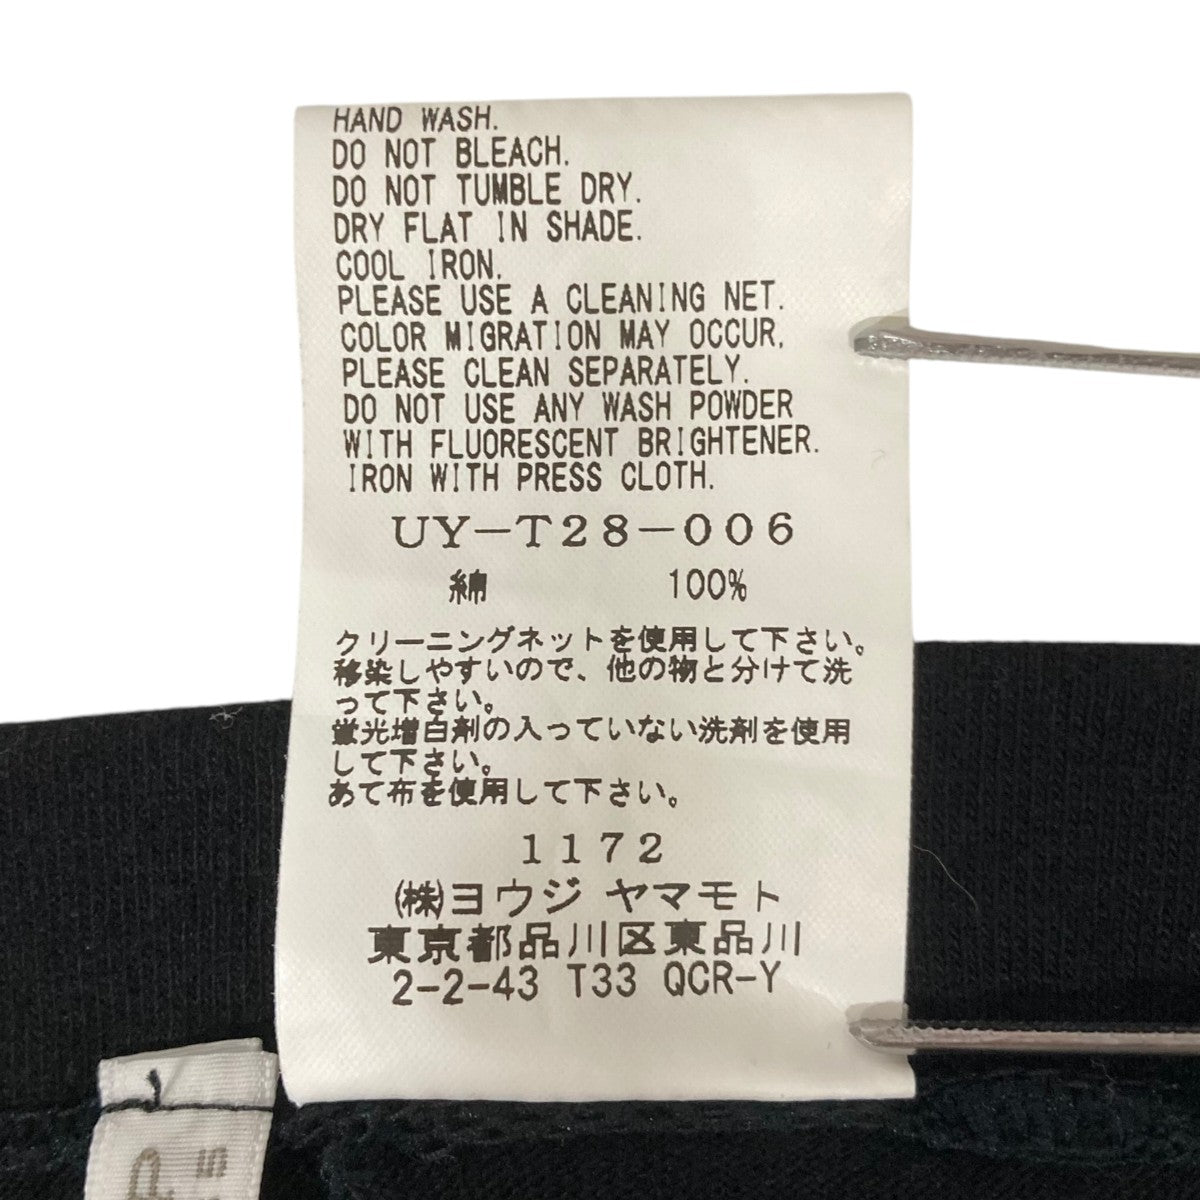 HAND WASH.
DO NOT BLEACH.
DO NOT TUMBLE DRY.
DRY FLAT IN SHADE.
COOL IRON.
PLEASE USE A CLEANING NET.
COLOR MIGRATION MAY OCCUR,
PLEASE CLEAN SEPARATELY.
DO NOT USE ANY WASH POWDER
WITH FLUORESCENT BRIGHTENER.
IRON WITH PRESS CLOTH.
UY-T28-006
綿 100%
クリーニングネットを使用して下さい。
移染しやすいので、他の物と分けて洗
って下さい。
蛍光増白剤の入っていない洗剤を使用
して下さい。
あて布を使用して下さい。
1172
(株)ヨウジ ヤマモト
東京都品川区東品川
2-2-43 T33 QCR-Y